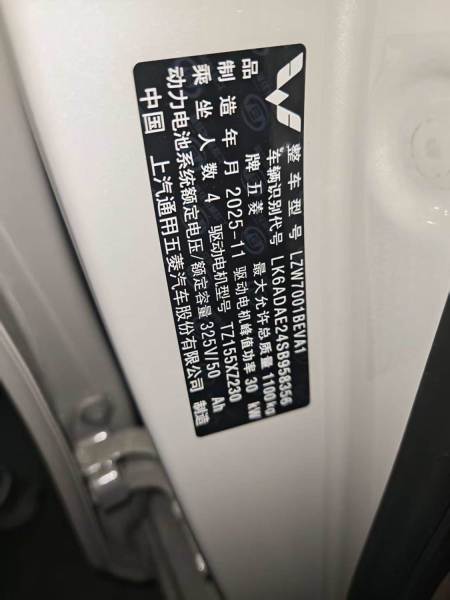 整车型号 LZW7001BEVA1
车辆识别代号 LK6ADAE24SB958356
品 牌 五菱 最大允许总质量 1100 kg
制造年月 2025-11 驱动电机峰值功率 30 kW
乘坐人数 4 驱动电机型号 TZ155XZ230
动力电池系统额定电压/额定容量 325V/50 Ah
中国 上汽通用五菱汽车股份有限公司 制造